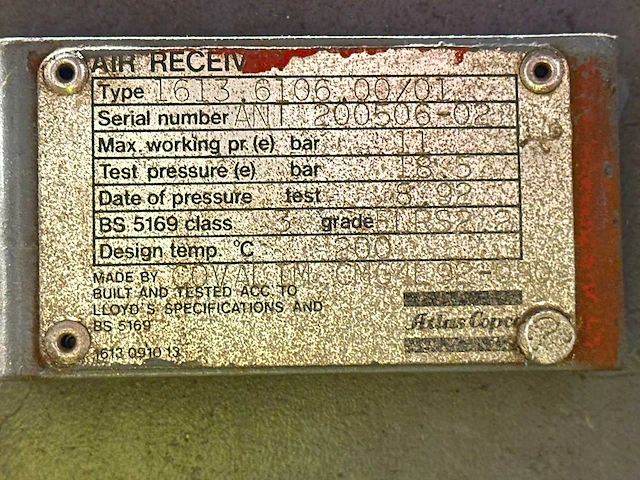 AIR RECEIV
Type 1613 6106 00/01
Serial number ANT 200506-02
Max. working pr. (e) bar 11
Test pressure (e) bar 18.5
Date of pressure test 8.92
BS 5169 class 3 grade
Design temp. °C
MADE BY
BUILT AND TESTED ACC. TO
LLOYD'S SPECIFICATIONS AND
BS 5169
Atlas Copco
1613 0910 13